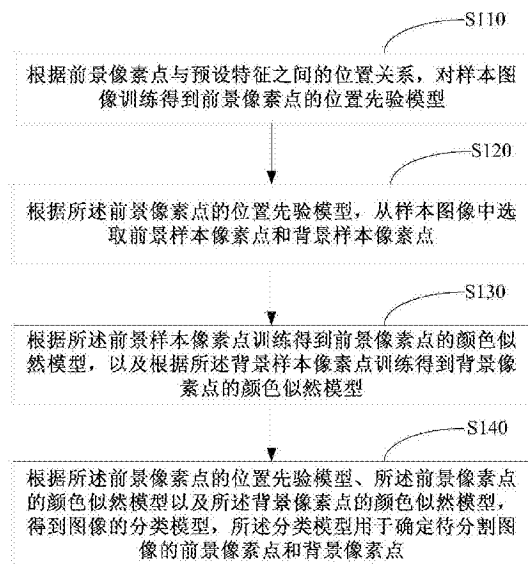 S110
根据前景像素点与预设特征之间的位置关系，对样本图
像训练得到前景像素点的位置先验模型
S120
根据所述前景像素点的位置先验模型，从样本图像中选
取前景样本像素点和背景样本像素点
S130
根据所述前景样本像素点训练得到前景像素点的颜色似
然模型，以及根据所述背景样本像素点训练得到背景像
素点的颜色似然模型
S140
根据所述前景像素点的位置先验模型、所述前景像素点
的颜色似然模型以及所述背景像素点的颜色似然模型，
得到图像的分类模型，所述分类模型用于确定待分割图
像的前景像素点和背景像素点